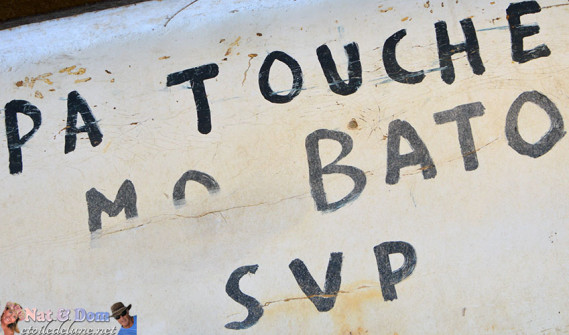 PA TOUCHE
MO BATO
SVP
Nat & Dom
etoiledelune.net